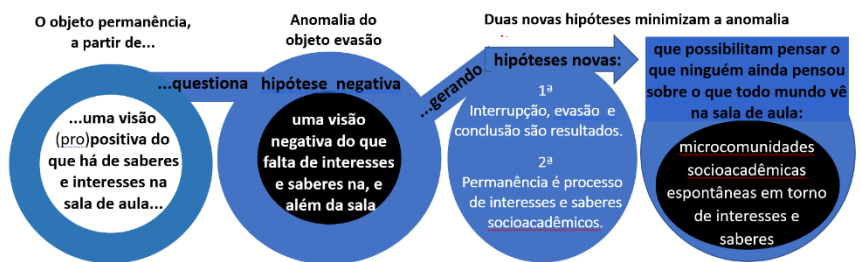 O objeto permanência,
a partir de...
Anomalia do
objeto evasão
Duas novas hipóteses minimizam a anomalia
...uma visão
(pro)positiva do
que há de saberes
e interesses na
sala de aula...
...questiona hipótese negativa
uma visão
negativa do que
falta de interesses
e saberes na, e
além da sala
...gerando
hipóteses novas:
1ª
Interrupção, evasão e
conclusão são resultados.
2ª
Permanência é processo
de interesses e saberes
socioacadêmicos.
que possibilitam pensar o
que ninguém ainda pensou
sobre o que todo mundo vê
na sala de aula:
microcomunidades
socioacadêmicas
espontâneas em torno
de interesses e
saberes